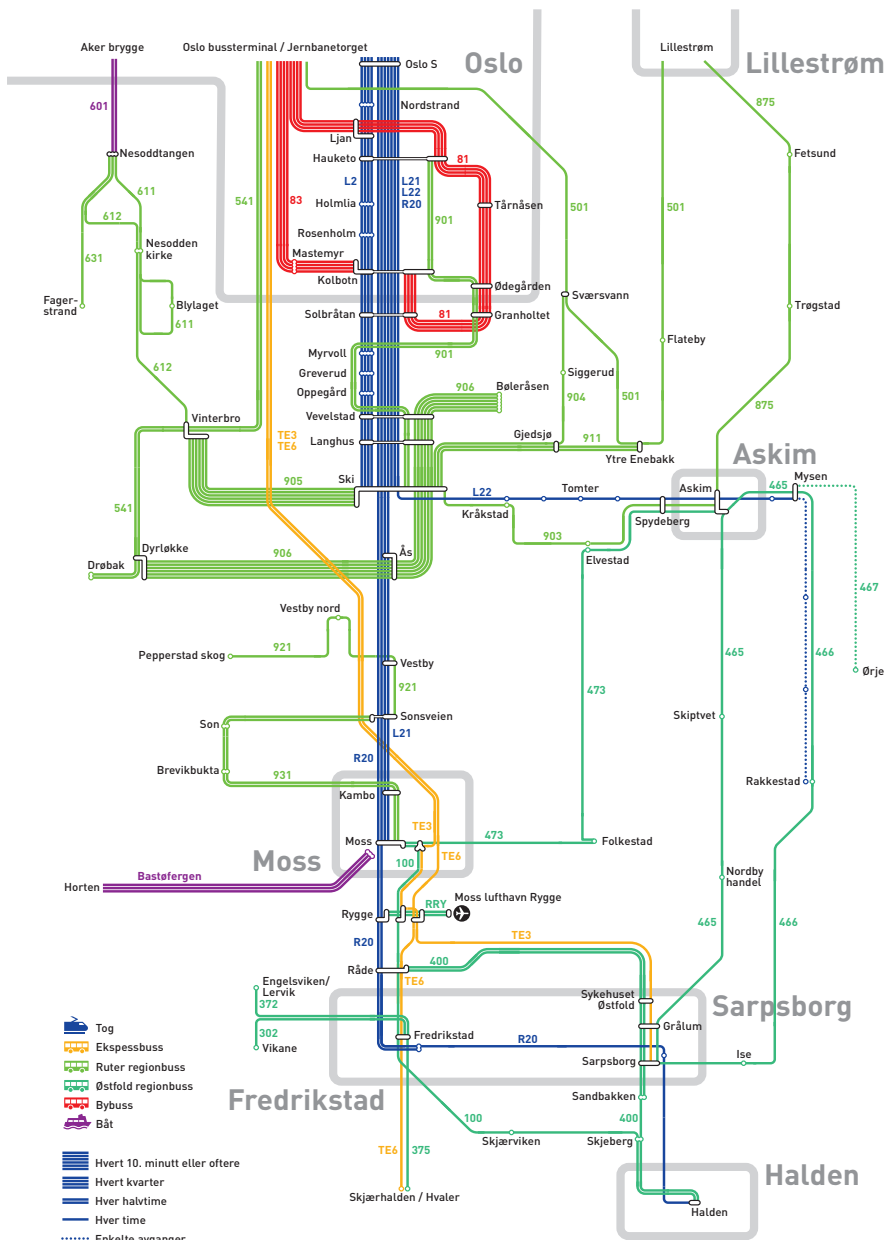 Aker brygge
Oslo bussterminal / Jernbanetorget
Oslo S
Oslo
Lillestrøm
Lillestrøm
601
875
Nordstrand
Ljan
Nesoddtangen
Hauketo
81
Fetsund
L2
L21
L22
R20
611
541
83
Holmlia
901
Tårnåsen
501
501
612
Rosenholm
Nesodden
kirke
631
Mastemyr
Kolbotn
Ødegården
Sværsvann
Fager-
strand
Blylaget
611
Solbråtan
81
Granholtet
Trøgstad
901
Myrvoll
Flateby
612
Greverud
Siggerud
Oppegård
906
Bøleråsen
904
501
875
Vinterbro
Vevelstad
TE3
TE6
Langhus
Gjedsjø
911
Ytre Enebakk
Askim
Ski
905
L22
Tomter
Askim
465
Mysen
Kråkstad
Spydeberg
541
903
Dyrløkke
906
Ås
Elvestad
Drøbak
467
Vestby nord
Pepperstad skog
921
465
466
Vestby
Ørje
921
473
Sonsveien
Skiptvet
Son
L21
R20
Brevikbukta
931
Kambo
Rakkestad
TE3
Moss
473
Folkestad
Moss
100
TE6
Bastøfergen
Horten
Nordby
handel
RRY
Moss lufthavn Rygge
Rygge
465
466
R20
TE3
Råde
400
TE6
Engelsviken/
Lervik
372
Sykehuset
Østfold
Sarpsborg
Tog
302
Fredrikstad
Grålum
Ekspessbuss
Vikane
R20
Ise
Ruter regionbuss
Sarpsborg
Østfold regionbuss
Fredrikstad
Sandbakken
Bybuss
100
400
Båt
Skjærviken
Skjeberg
TE6
375
Hvert 10. minutt eller oftere
Halden
Hvert kvarter
Hver halvtime
Skjærhalden / Hvaler
Halden
Hver time
Enkelte avganger